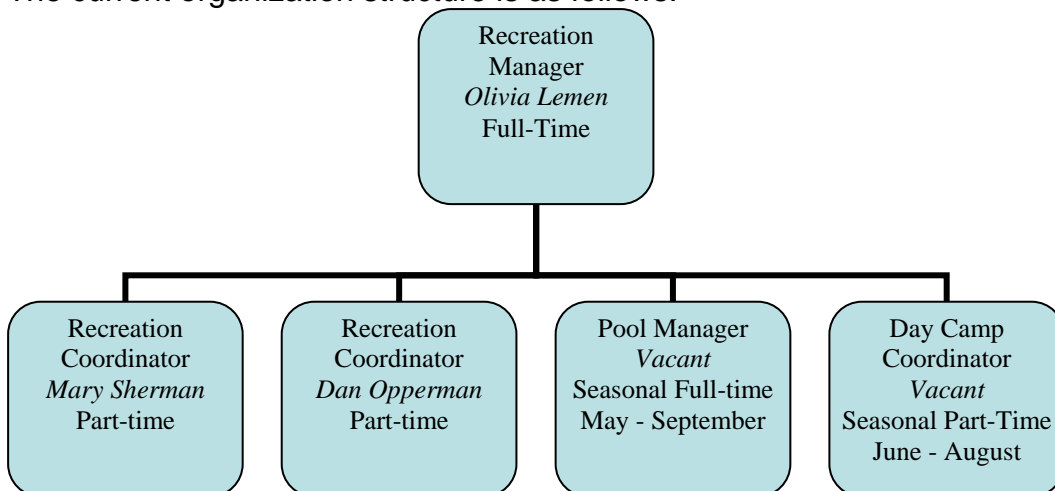 The current organization structure is as follows:
Recreation
Manager
Olivia Lemen
Full-Time
Recreation
Coordinator
Mary Sherman
Part-time
Recreation
Coordinator
Dan Opperman
Part-time
Pool Manager
Vacant
Seasonal Full-time
May - September
Day Camp
Coordinator
Vacant
Seasonal Part-Time
June - August